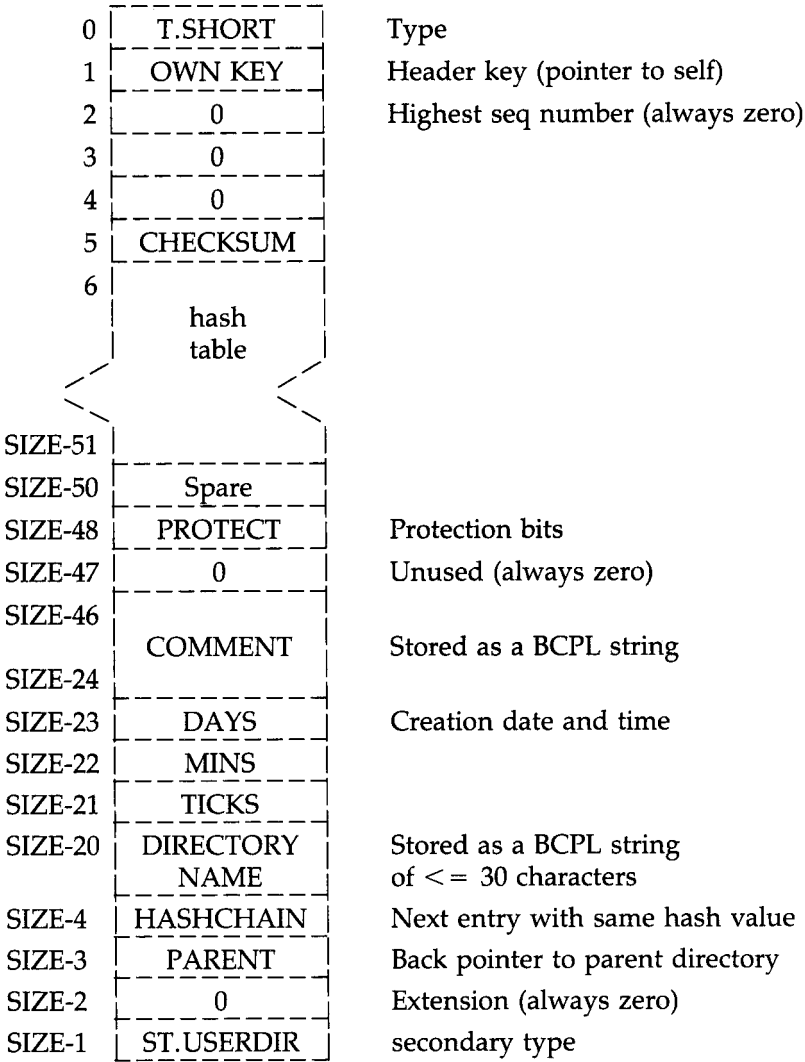 0 T.SHORT Type
1 OWN KEY Header key (pointer to self)
2 0 Highest seq number (always zero)
3 0
4 0
5 CHECKSUM
6
hash
table
SIZE-51
SIZE-50 Spare
SIZE-48 PROTECT Protection bits
SIZE-47 0 Unused (always zero)
SIZE-46
COMMENT Stored as a BCPL string
SIZE-24
SIZE-23 DAYS Creation date and time
SIZE-22 MINS
SIZE-21 TICKS
SIZE-20 DIRECTORY Stored as a BCPL string
NAME of <= 30 characters
SIZE-4 HASHCHAIN Next entry with same hash value
SIZE-3 PARENT Back pointer to parent directory
SIZE-2 0 Extension (always zero)
SIZE-1 ST.USERDIR secondary type